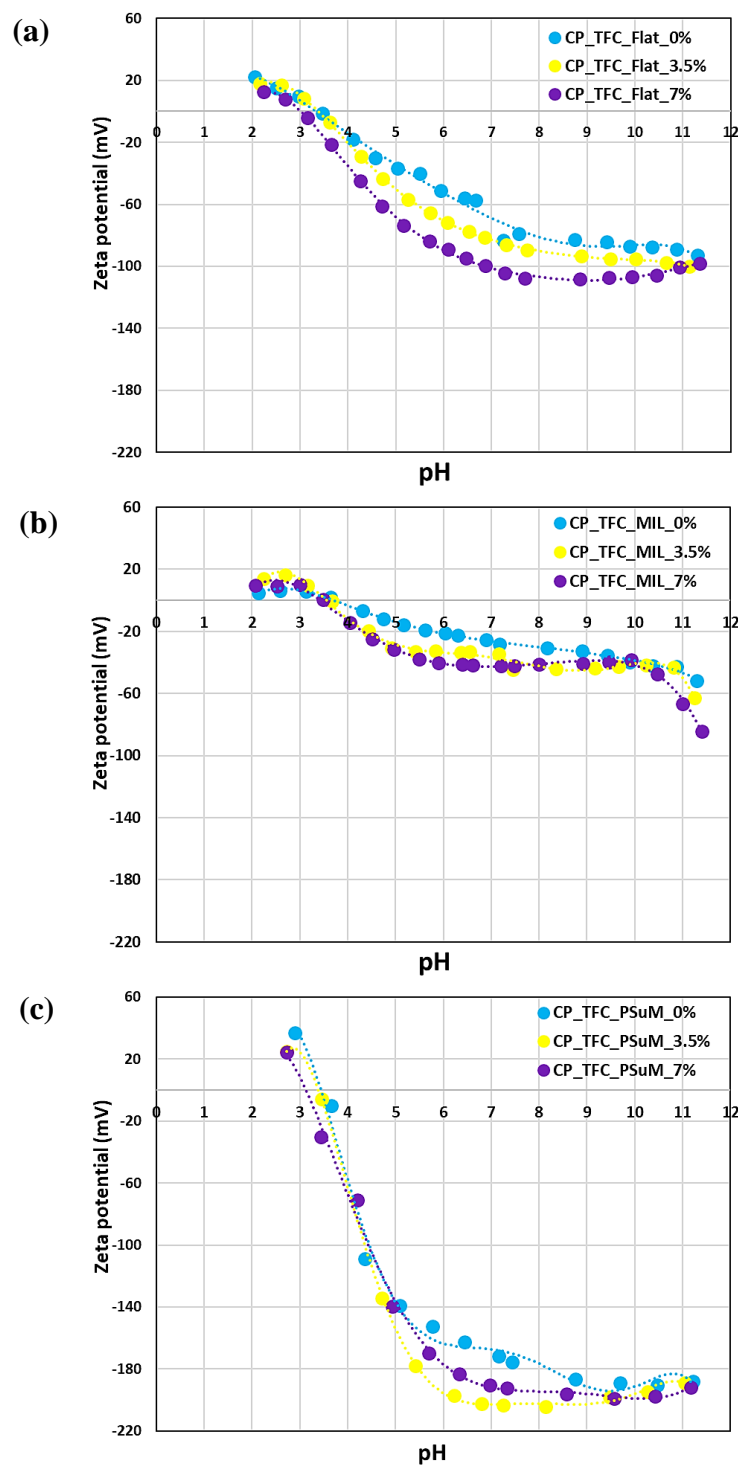 (a)
60
20
-20
-60
-100
-140
-180
-220
Zeta potential (mV)
0 1 2 3 4 5 6 7 8 9 10 11 12
pH
CP_TFC_Flat_0%
CP_TFC_Flat_3.5%
CP_TFC_Flat_7%
(b)
60
20
-20
-60
-100
-140
-180
-220
Zeta potential (mV)
0 1 2 3 4 5 6 7 8 9 10 11 12
pH
CP_TFC_MIL_0%
CP_TFC_MIL_3.5%
CP_TFC_MIL_7%
(c)
60
20
-20
-60
-100
-140
-180
-220
Zeta potential (mV)
0 1 2 3 4 5 6 7 8 9 10 11 12
pH
CP_TFC_PSuM_0%
CP_TFC_PSuM_3.5%
CP_TFC_PSuM_7%